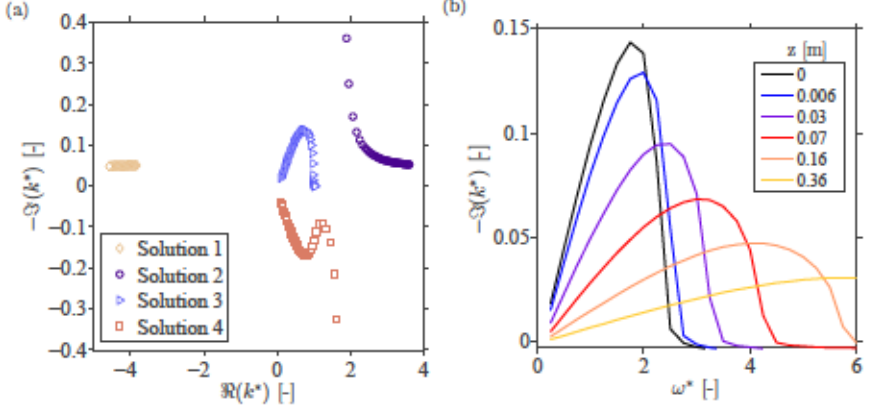 (a)
0.4
0.3
0.2
0.1
0
−0.1
−0.2
−0.3
−0.4
−ℑ(k*) [-]
Solution 1
Solution 2
Solution 3
Solution 4
−4
−2
0
2
4
ℜ(k*) [-]
(b)
0.15
0.10
0.05
0
−ℑ(k*) [-]
z [m]
0
0.006
0.03
0.07
0.16
0.36
0
2
4
6
ω* [-]